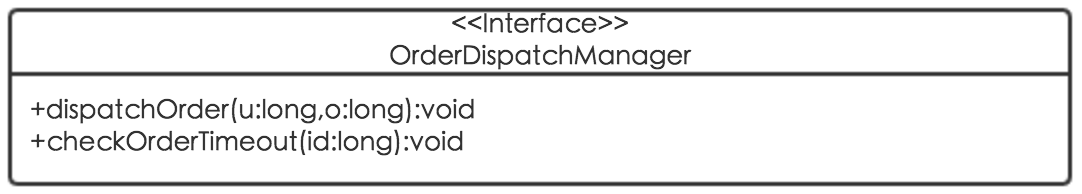 <<Interface>>
OrderDispatchManager
+dispatchOrder(u:long,o:long):void
+checkOrderTimeout(id:long):void